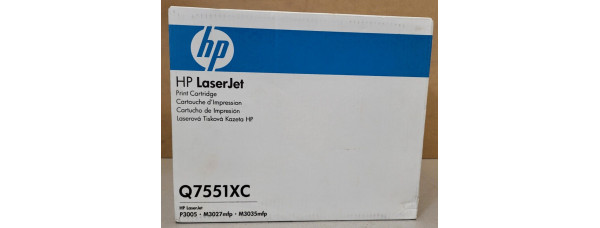 hp
HP LaserJet
Print Cartridge
Cartouche d'Impression
Cartucho de Impresión
Laserová Tisková Kazeta HP
Q7551XC
HP LaserJet
P3005 • M3027mfp • M3035mfp